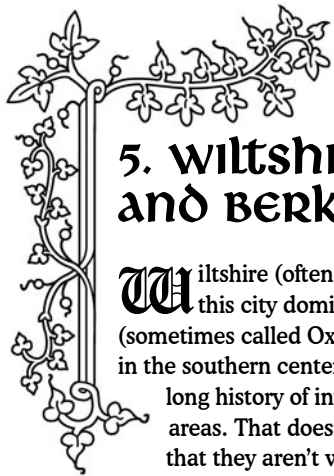 5. Wiltshi
and Berk
Wiltshire (often
this city domi
(sometimes called Ox
in the southern center
long history of in
areas. That does
that they aren't v